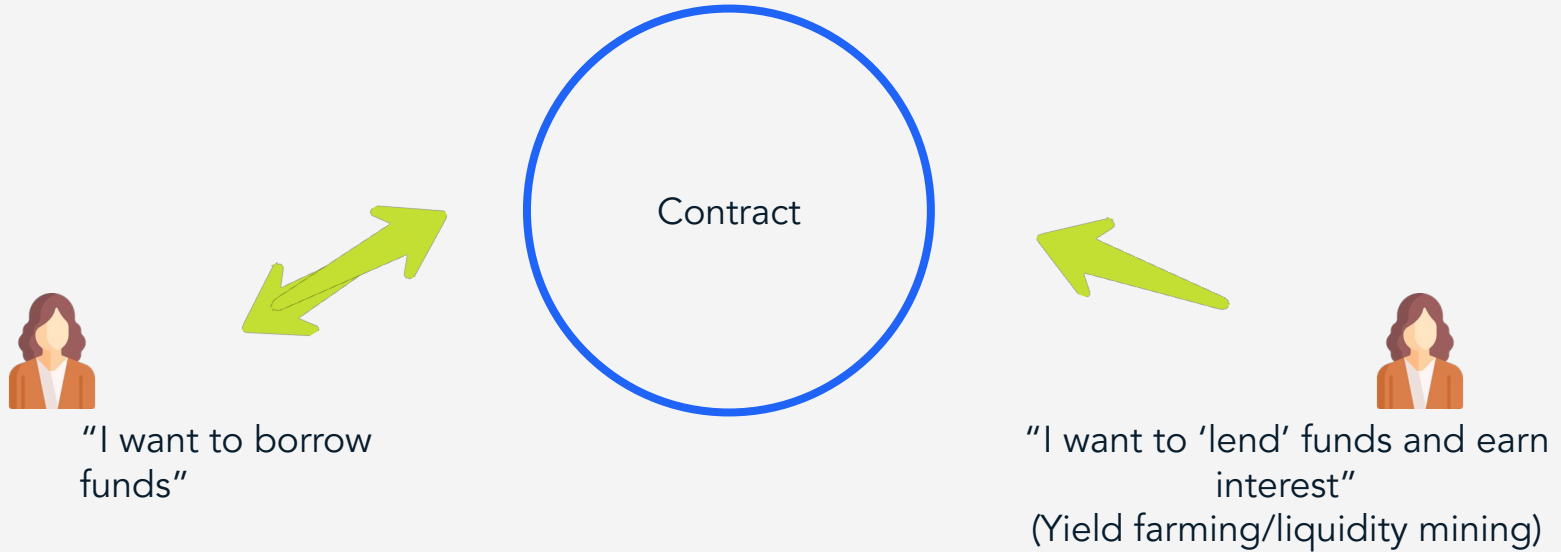 Contract
“I want to borrow
funds”
“I want to ‘lend’ funds and earn
interest”
(Yield farming/liquidity mining)